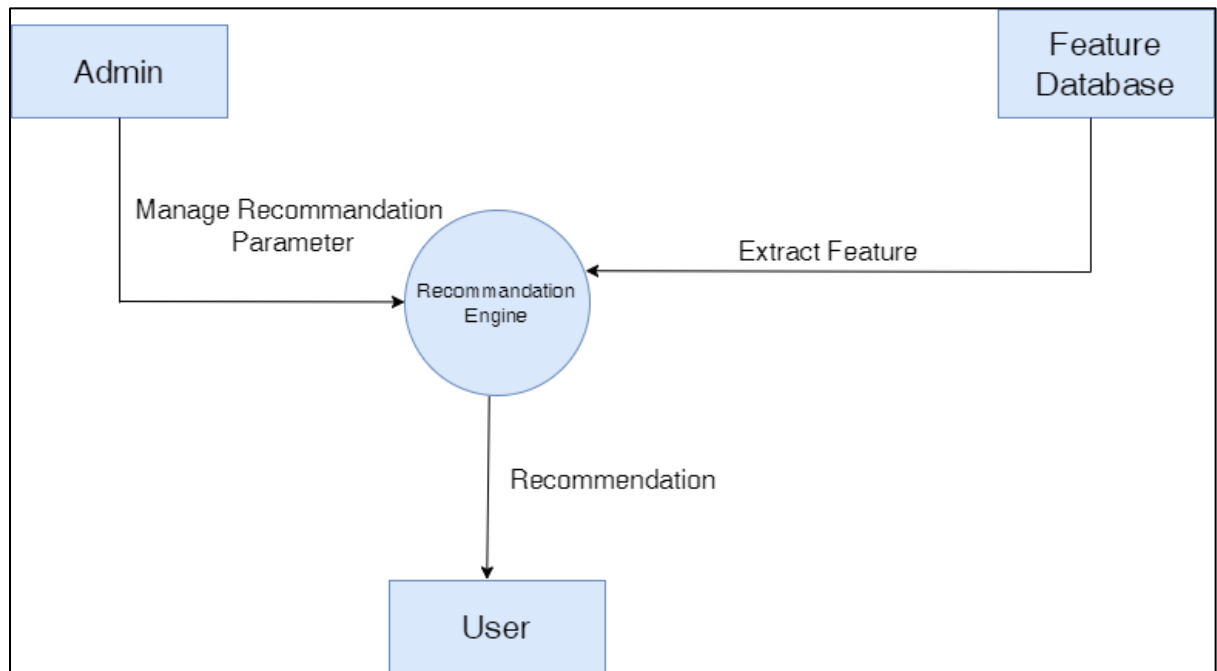 Admin
Feature
Database
Manage Recommandation
Parameter
Extract Feature
Recommandation
Engine
Recommendation
User